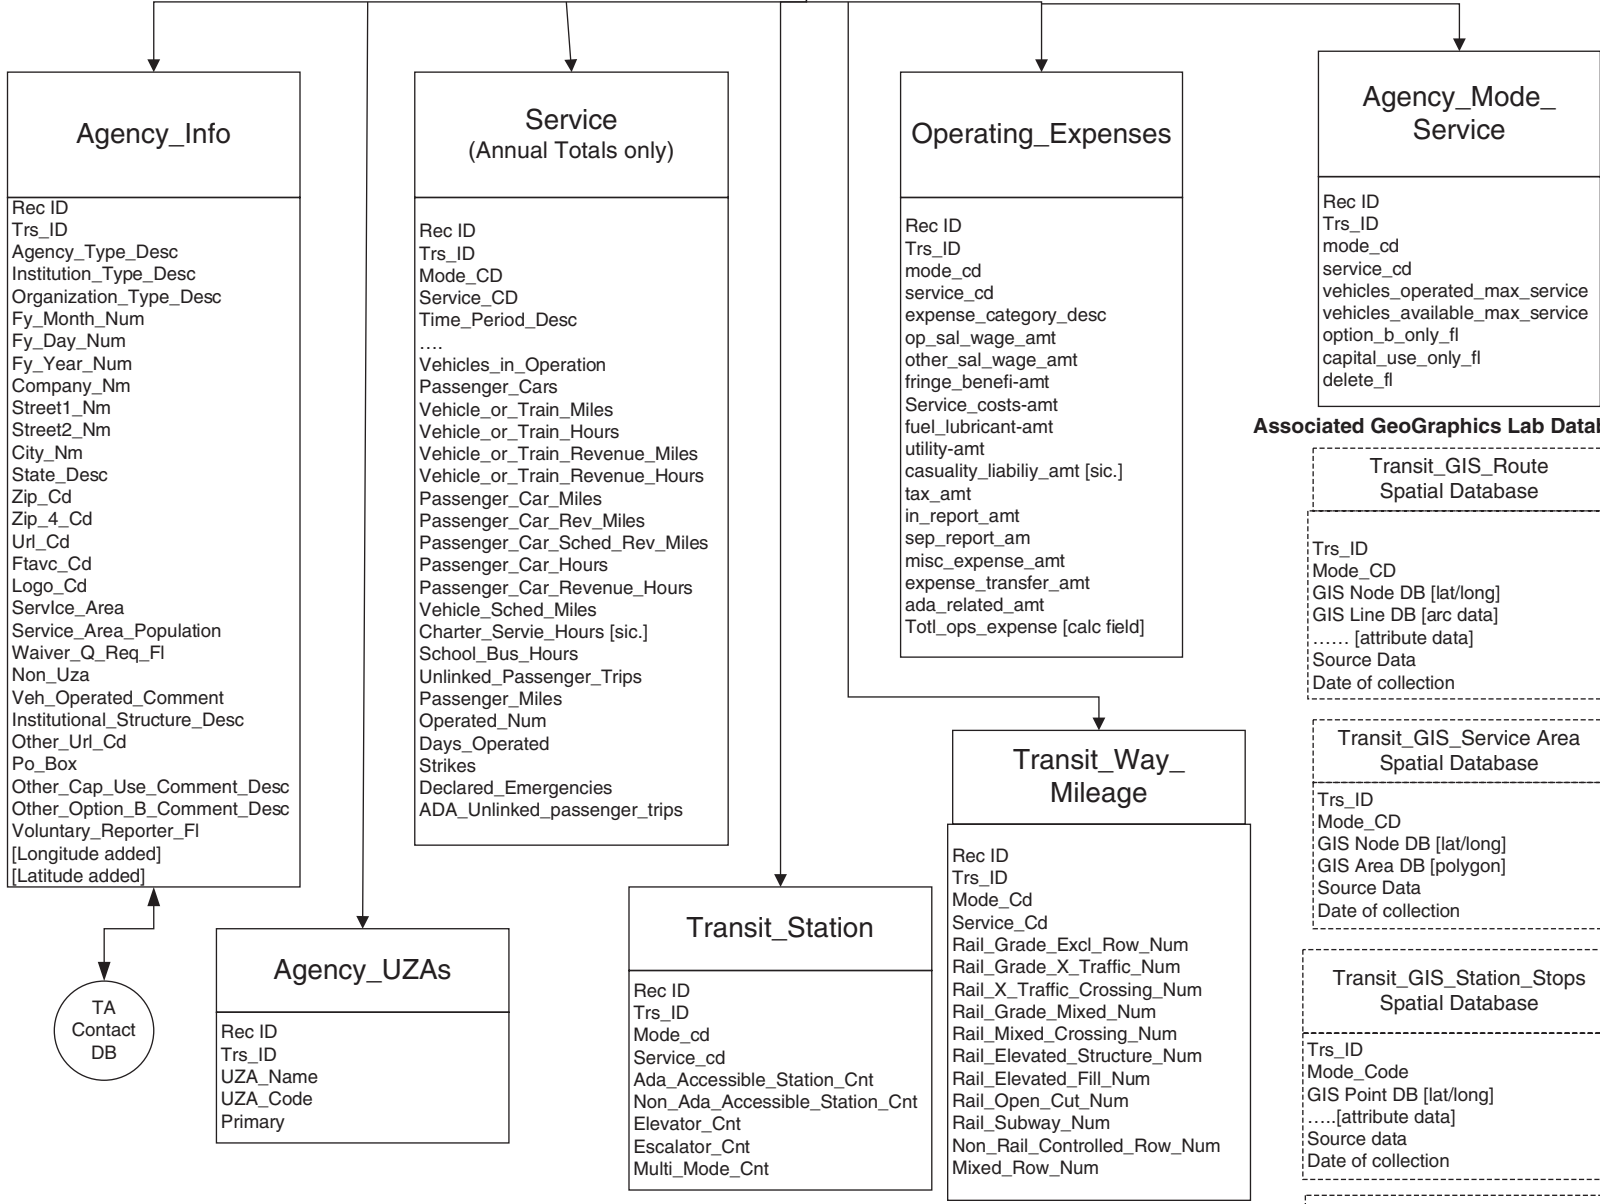 Agency_Info
Rec ID
Trs_ID
Agency_Type_Desc
Institution_Type_Desc
Organization_Type_Desc
Fy_Month_Num
Fy_Day_Num
Fy_Year_Num
Company_Nm
Street1_Nm
Street2_Nm
City_Nm
State_Desc
Zip_Cd
Zip_4_Cd
Url_Cd
Ftavc_Cd
Logo_Cd
ServIce_Area
Service_Area_Population
Waiver_Q_Req_Fl
Non_Uza
Veh_Operated_Comment
Institutional_Structure_Desc
Other_Url_Cd
Po_Box
Other_Cap_Use_Comment_Desc
Other_Option_B_Comment_Desc
Voluntary_Reporter_Fl
[Longitude added]
[Latitude added]
TA
Contact
DB
Agency_UZAs
Rec ID
Trs_ID
UZA_Name
UZA_Code
Primary
Service
(Annual Totals only)
Rec ID
Trs_ID
Mode_CD
Service_CD
Time_Period_Desc
....
Vehicles_in_Operation
Passenger_Cars
Vehicle_or_Train_Miles
Vehicle_or_Train_Hours
Vehicle_or_Train_Revenue_Miles
Vehicle_or_Train_Revenue_Hours
Passenger_Car_Miles
Passenger_Car_Rev_Miles
Passenger_Car_Sched_Rev_Miles
Passenger_Car_Hours
Passenger_Car_Revenue_Hours
Vehicle_Sched_Miles
Charter_Servie_Hours [sic.]
School_Bus_Hours
Unlinked_Passenger_Trips
Passenger_Miles
Operated_Num
Days_Operated
Strikes
Declared_Emergencies
ADA_Unlinked_passenger_trips
Transit_Station
Rec ID
Trs_ID
Mode_cd
Service_cd
Ada_Accessible_Station_Cnt
Non_Ada_Accessible_Station_Cnt
Elevator_Cnt
Escalator_Cnt
Multi_Mode_Cnt
Operating_Expenses
Rec ID
Trs_ID
mode_cd
service_cd
expense_category_desc
op_sal_wage_amt
other_sal_wage_amt
fringe_benefi-amt
Service_costs-amt
fuel_lubricant-amt
utility-amt
casuality_liabiliy_amt [sic.]
tax_amt
in_report_amt
sep_report_am
misc_expense_amt
expense_transfer_amt
ada_related_amt
Totl_ops_expense [calc field]
Transit_Way_
Mileage
Rec ID
Trs_ID
Mode_Cd
Service_Cd
Rail_Grade_Excl_Row_Num
Rail_Grade_X_Traffic_Num
Rail_X_Traffic_Crossing_Num
Rail_Grade_Mixed_Num
Rail_Mixed_Crossing_Num
Rail_Elevated_Structure_Num
Rail_Elevated_Fill_Num
Rail_Open_Cut_Num
Rail_Subway_Num
Non_Rail_Controlled_Row_Num
Mixed_Row_Num
Agency_Mode_
Service
Rec ID
Trs_ID
mode_cd
service_cd
vehicles_operated_max_service
vehicles_available_max_service
option_b_only_fl
capital_use_only_fl
delete_fl
Associated GeoGraphics Lab Datab
Transit_GIS_Route
Spatial Database
Trs_ID
Mode_CD
GIS Node DB [lat/long]
GIS Line DB [arc data]
...... [attribute data]
Source Data
Date of collection
Transit_GIS_Service Area
Spatial Database
Trs_ID
Mode_CD
GIS Node DB [lat/long]
GIS Area DB [polygon]
Source Data
Date of collection
Transit_GIS_Station_Stops
Spatial Database
Trs_ID
Mode_Code
GIS Point DB [lat/long]
.....[attribute data]
Source data
Date of collection